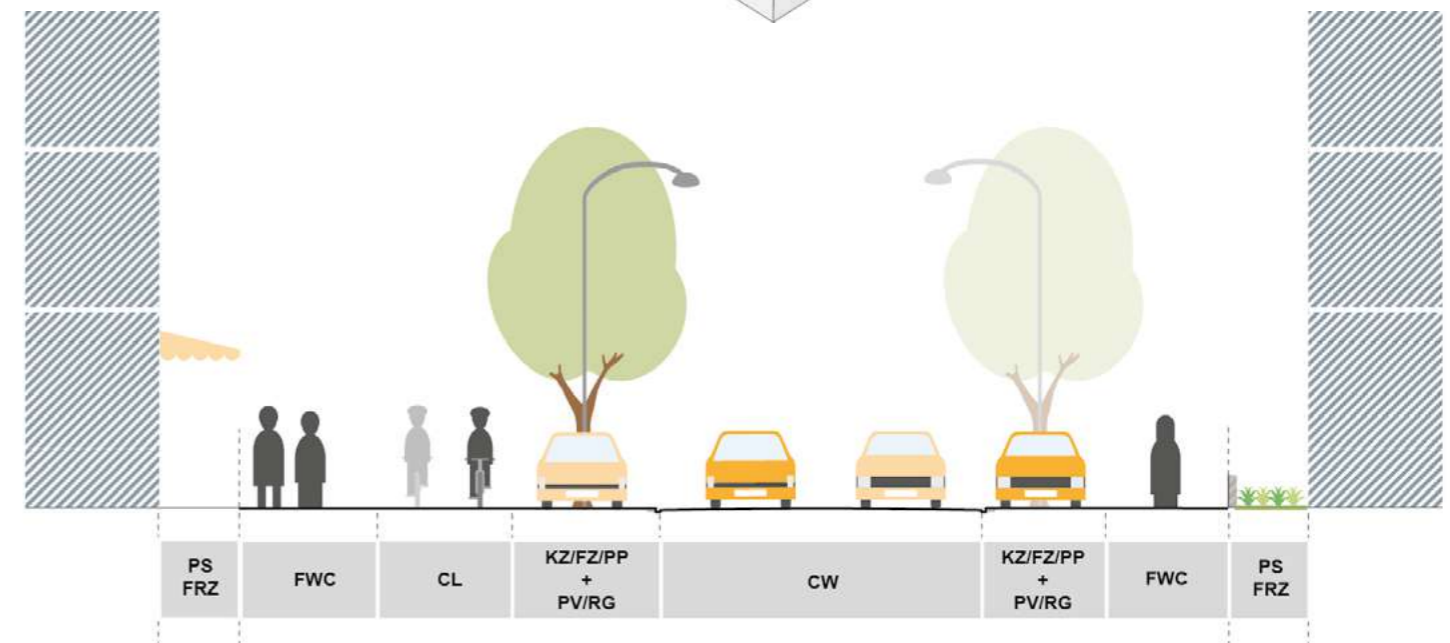 PS
FRZ
FWC
CL
KZ/FZ/PP
+
PV/RG
CW
KZ/FZ/PP
+
PV/RG
FWC
PS
FRZ